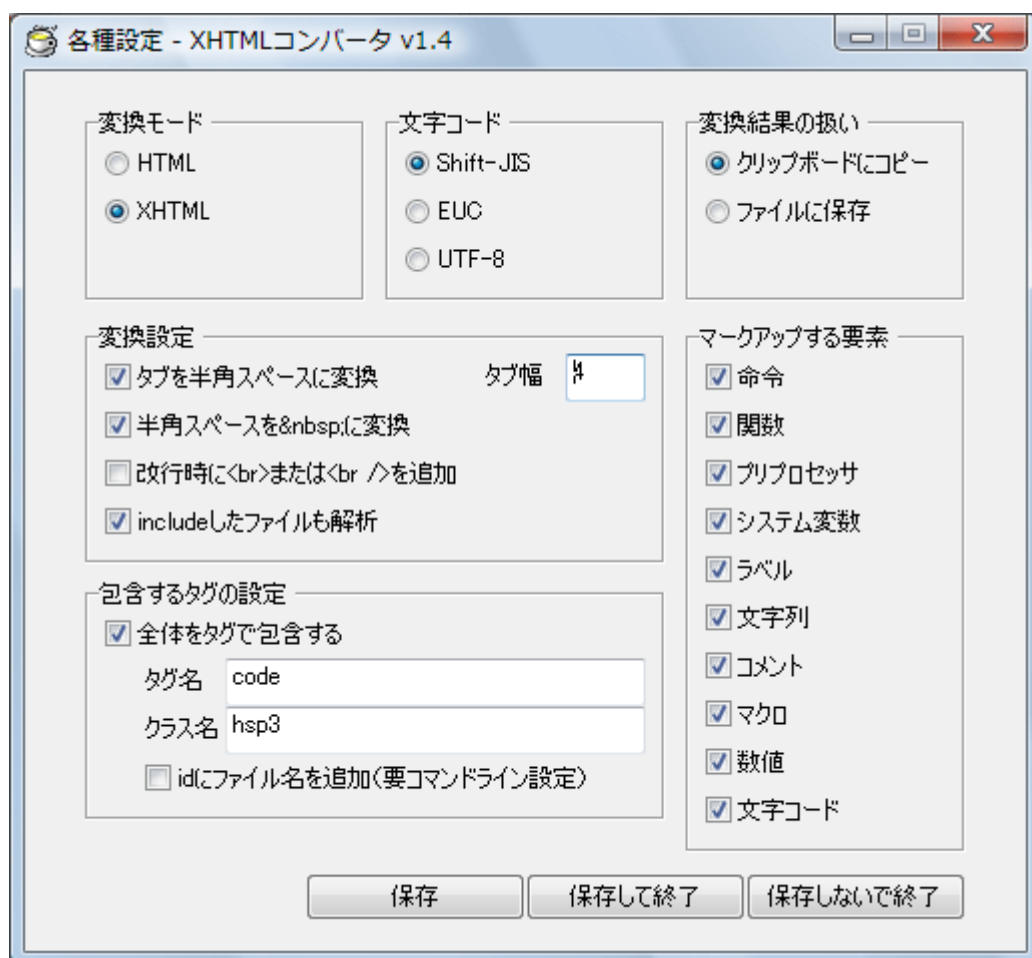 各種設定 - XHTMLコンバータ v1.4
変換モード
HTML
XHTML
文字コード
Shift-JIS
EUC
UTF-8
変換結果の扱い
クリップボードにコピー
ファイルに保存
変換設定
タブを半角スペースに変換
タブ幅
半角スペースを&nbsp;に変換
改行時に<br>または<br />を追加
includeしたファイルも解析
包含するタグの設定
全体をタグで包含する
タグ名 code
クラス名 hsp3
idにファイル名を追加(要コマンドライン設定)
マークアップする要素
命令
関数
プリプロセッサ
システム変数
ラベル
文字列
コメント
マクロ
数値
文字コード
保存
保存して終了
保存しないで終了